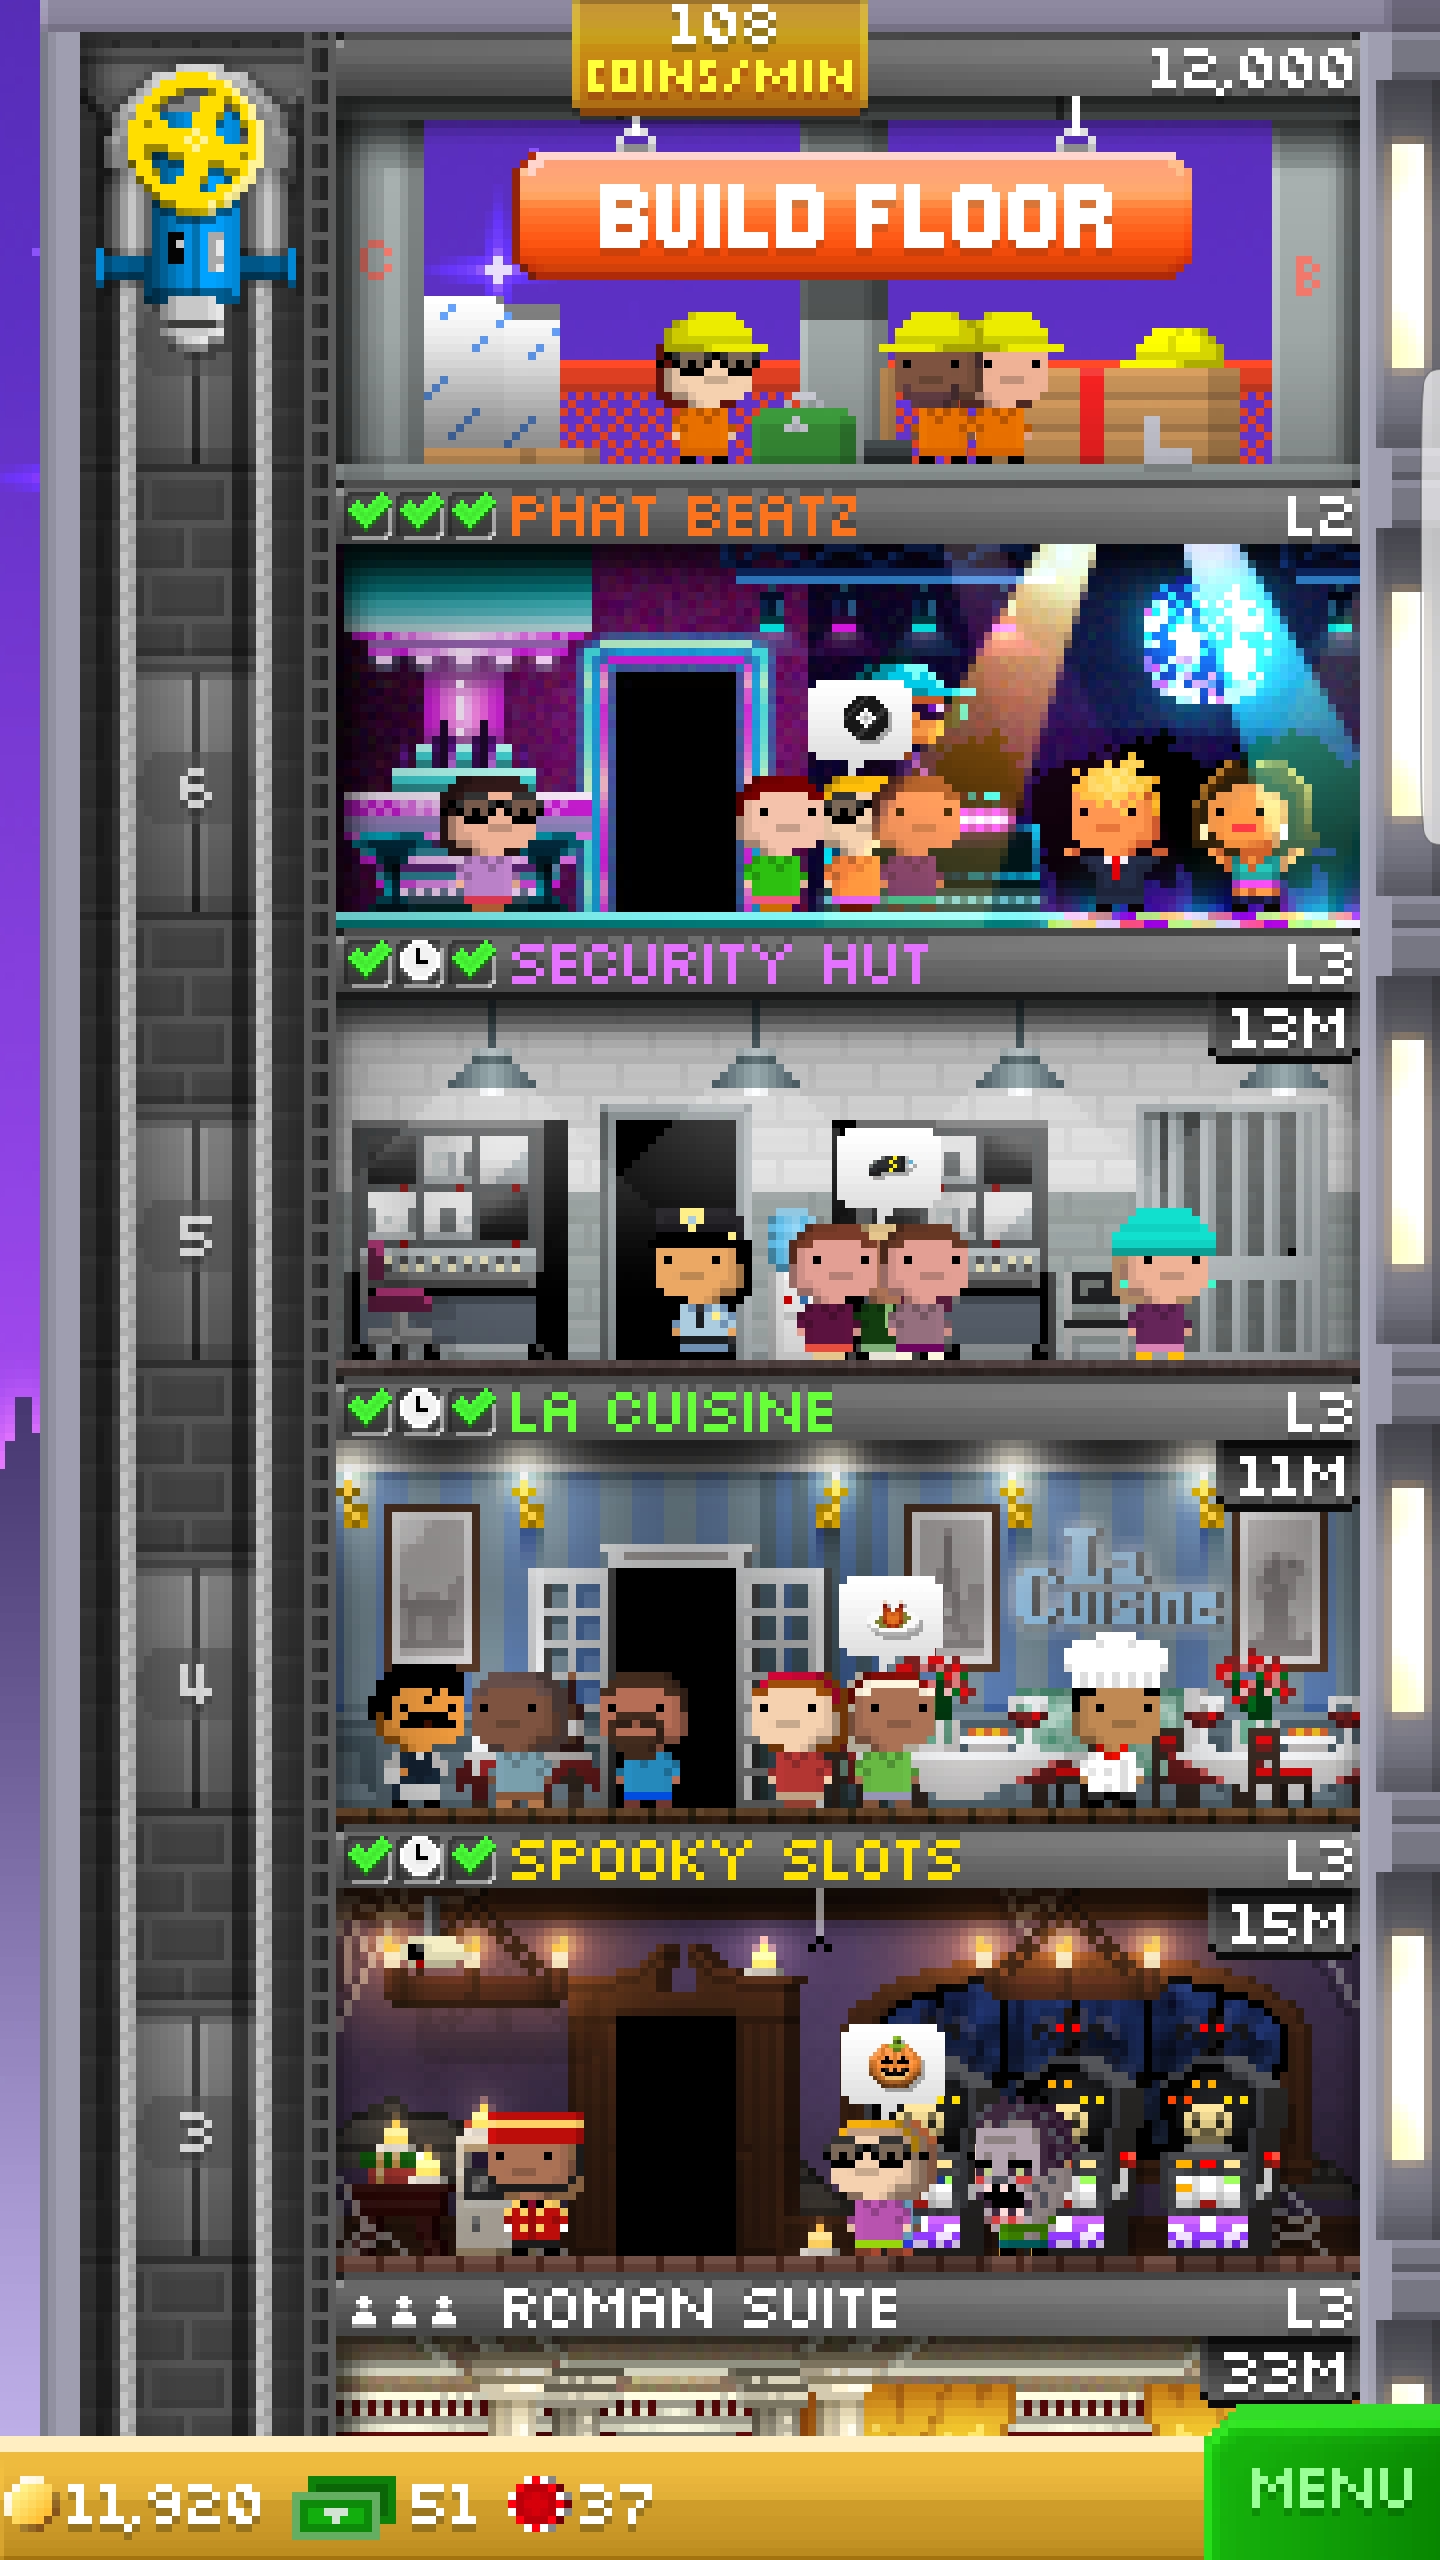 108
COINS/MIN
12,000
BUILD FLOOR
C
B
PHAT BEATZ
L2
6
SECURITY HUT
L3
13M
5
LA CUISINE
L3
11M
La
Cuisine
4
SPOOKY SLOTS
L3
15M
3
ROMAN SUITE
L3
33M
11,920
51
37
MENU